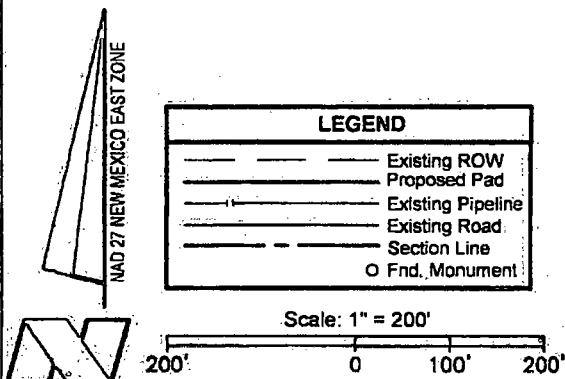 NAD 27 NEW MEXICO EAST ZONE
LEGEND
Existing ROW
Proposed Pad
Existing Pipeline
Existing Road
Section Line
Fnd. Monument
Scale: 1" = 200'
200' 0 100' 200'
N